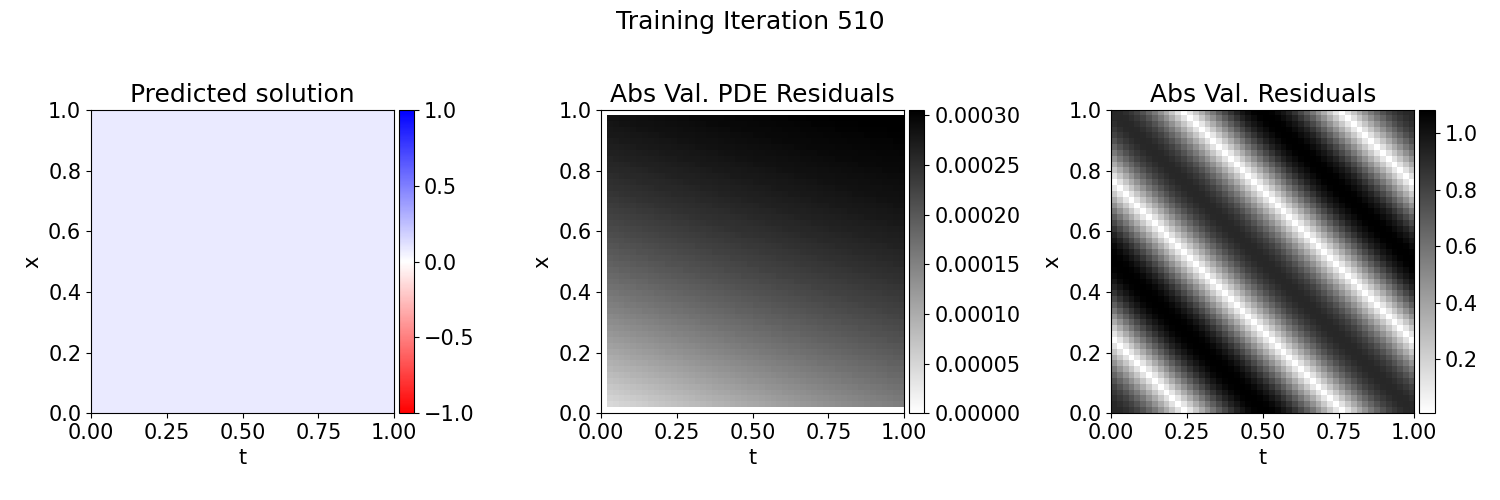 Training Iteration 510
Predicted solution
Abs Val. PDE Residuals
Abs Val. Residuals
1.0
0.8
0.6
0.4
0.2
0.0
x
0.00 0.25 0.50 0.75 1.00
t
1.0
0.5
0.0
−0.5
−1.0
1.0
0.8
0.6
0.4
0.2
0.0
x
0.00 0.25 0.50 0.75 1.00
t
0.00030
0.00025
0.00020
0.00015
0.00010
0.00005
0.00000
1.0
0.8
0.6
0.4
0.2
0.0
x
0.00 0.25 0.50 0.75 1.00
t
1.0
0.8
0.6
0.4
0.2